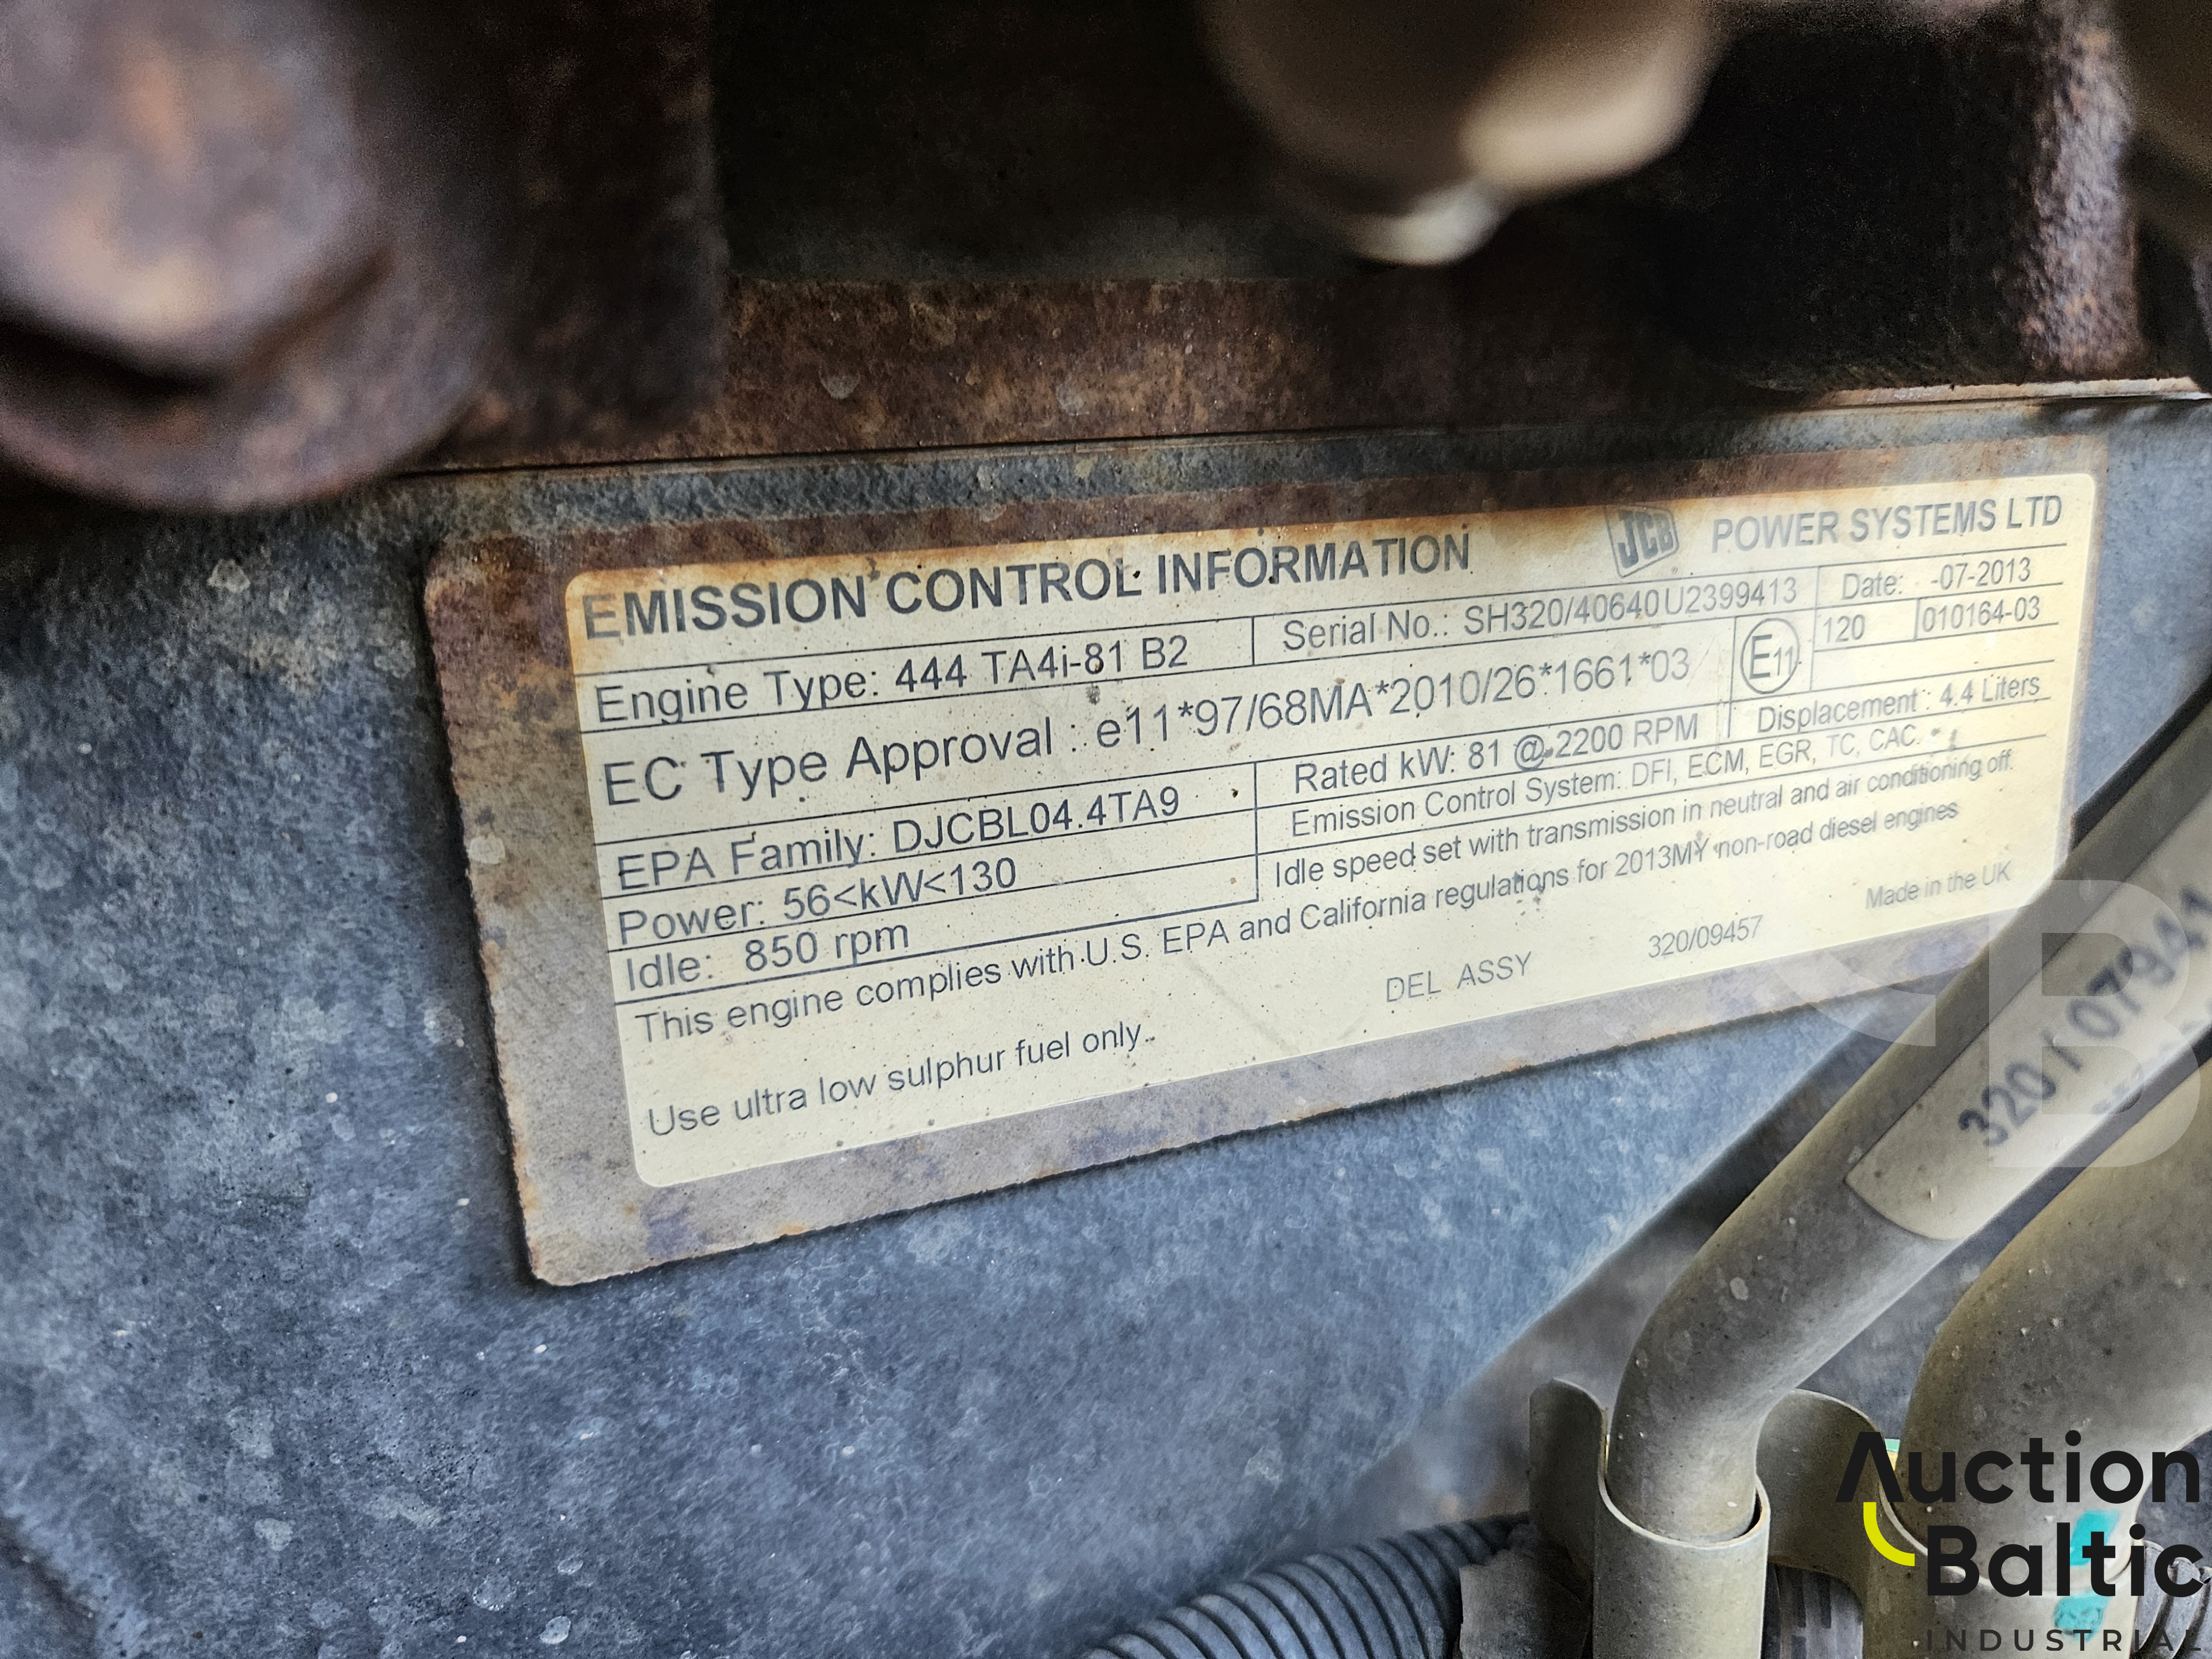 EMISSION CONTROL INFORMATION JCB POWER SYSTEMS LTD
Engine Type: 444 TA4i-81 B2 Serial No.: SH320/40640U2399413 Date: -07-2013
EC Type Approval : e11*97/68MA*2010/26*1661*03 E11 120 010164-03
EPA Family: DJCBL04.4TA9 Rated kW: 81 @ 2200 RPM Displacement : 4.4 Liters
Power: 56<kW<130 Emission Control System: DFI, ECM, EGR, TC, CAC.
Idle: 850 rpm Idle speed set with transmission in neutral and air conditioning off.
This engine complies with U.S. EPA and California regulations for 2013MY non-road diesel engines
Use ultra low sulphur fuel only. DEL ASSY 320/09457 Made in the UK
320/07941
Auction
Baltic
INDUSTRIAL